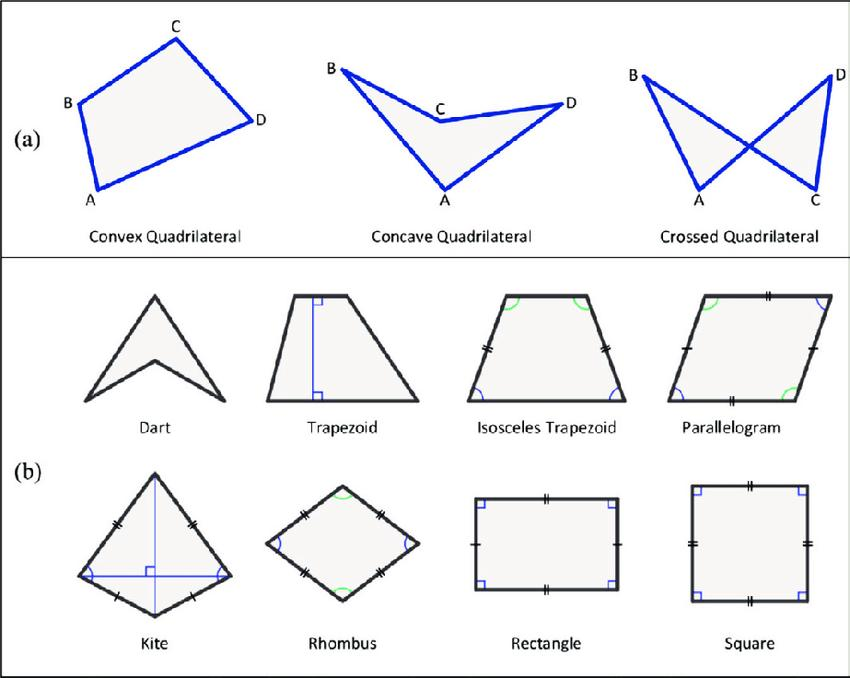 (a)
B
C
D
A
Convex Quadrilateral
B
C
D
A
Concave Quadrilateral
B
D
A
C
Crossed Quadrilateral
(b)
Dart
Trapezoid
Isosceles Trapezoid
Parallelogram
Kite
Rhombus
Rectangle
Square